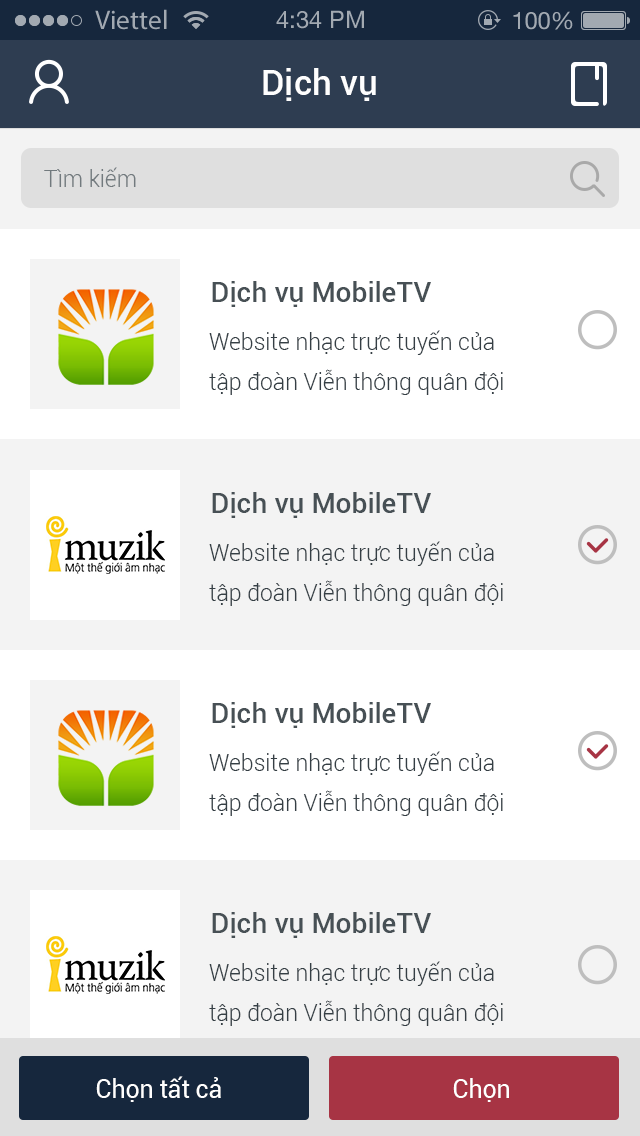 Viettel 4:34 PM 100%
Dịch vụ
Tìm kiếm
Dịch vụ MobileTV
Website nhạc trực tuyến của
tập đoàn Viễn thông quân đội
imuzik
Một thế giới âm nhạc
Dịch vụ MobileTV
Website nhạc trực tuyến của
tập đoàn Viễn thông quân đội
Dịch vụ MobileTV
Website nhạc trực tuyến của
tập đoàn Viễn thông quân đội
imuzik
Một thế giới âm nhạc
Dịch vụ MobileTV
Website nhạc trực tuyến của
tập đoàn Viễn thông quân đội
Chọn tất cả
Chọn